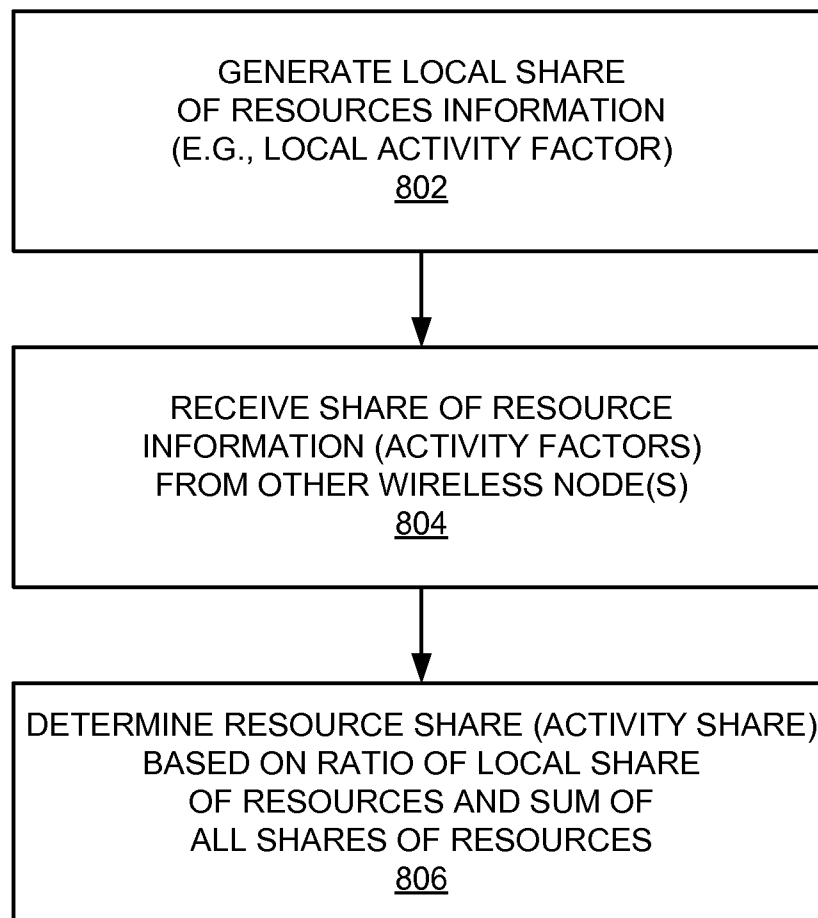 GENERATE LOCAL SHARE
OF RESOURCES INFORMATION
(E.G., LOCAL ACTIVITY FACTOR)
802
RECEIVE SHARE OF RESOURCE
INFORMATION (ACTIVITY FACTORS)
FROM OTHER WIRELESS NODE(S)
804
DETERMINE RESOURCE SHARE (ACTIVITY SHARE)
BASED ON RATIO OF LOCAL SHARE
OF RESOURCES AND SUM OF
ALL SHARES OF RESOURCES
806